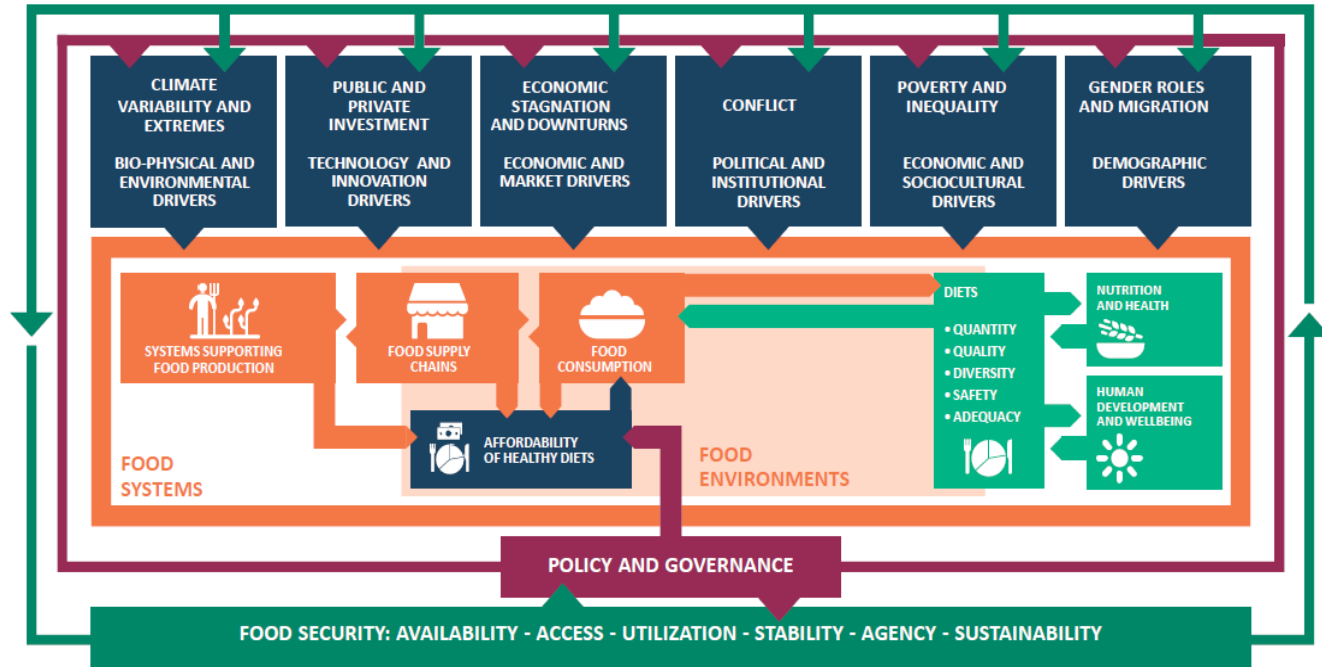 CLIMATE
VARIABILITY AND
EXTREMES
BIO-PHYSICAL AND
ENVIRONMENTAL
DRIVERS
PUBLIC AND
PRIVATE
INVESTMENT
TECHNOLOGY AND
INNOVATION
DRIVERS
ECONOMIC
STAGNATION
AND DOWNTURNS
ECONOMIC AND
MARKET DRIVERS
CONFLICT
POLITICAL AND
INSTITUTIONAL
DRIVERS
POVERTY AND
INEQUALITY
ECONOMIC AND
SOCIOCULTURAL
DRIVERS
GENDER ROLES
AND MIGRATION
DEMOGRAPHIC
DRIVERS
SYSTEMS SUPPORTING
FOOD PRODUCTION
FOOD SUPPLY
CHAINS
FOOD
CONSUMPTION
DIETS
• QUANTITY
• QUALITY
• DIVERSITY
• SAFETY
• ADEQUACY
NUTRITION
AND HEALTH
HUMAN
DEVELOPMENT
AND WELLBEING
AFFORDABILITY
OF HEALTHY DIETS
FOOD
SYSTEMS
FOOD
ENVIRONMENTS
POLICY AND GOVERNANCE
FOOD SECURITY: AVAILABILITY - ACCESS - UTILIZATION - STABILITY - AGENCY - SUSTAINABILITY